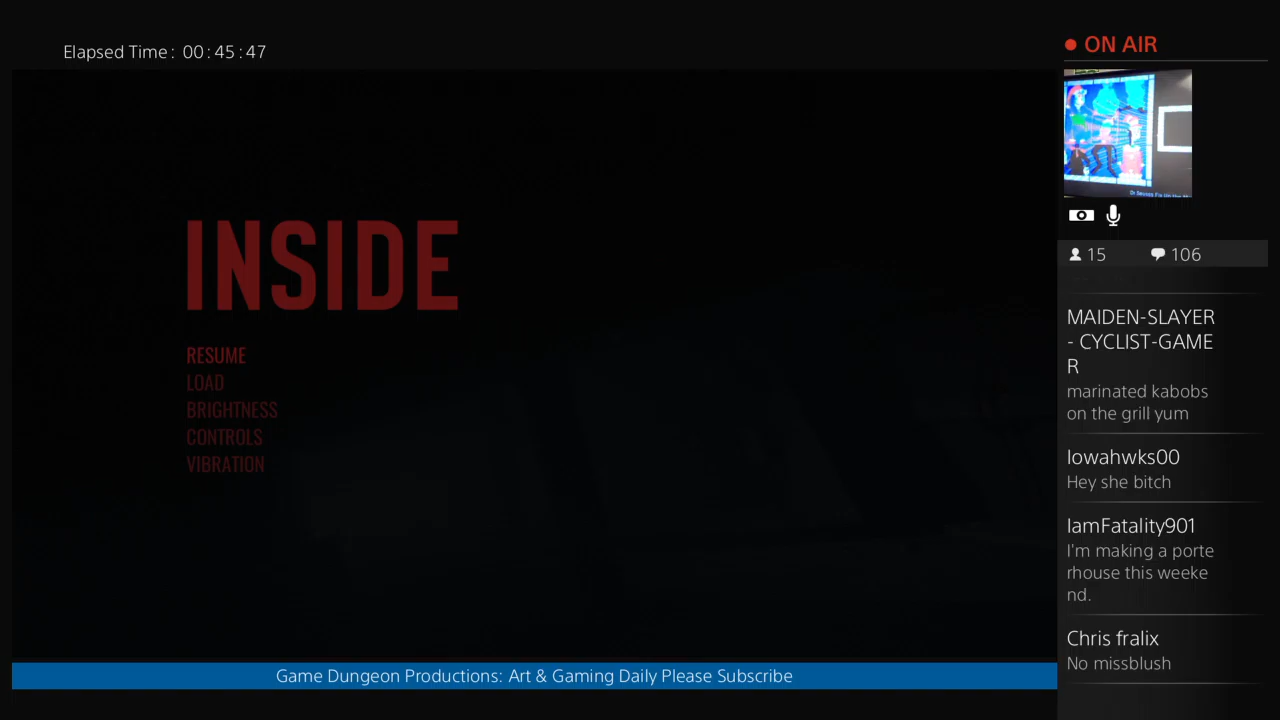 Elapsed Time: 00:45:47
ON AIR
15 106
INSIDE
RESUME
LOAD
BRIGHTNESS
CONTROLS
VIBRATION
MAIDEN-SLAYER
- CYCLIST-GAME
R
marinated kabobs
on the grill yum
Iowahwks00
Hey she bitch
IamFatality901
I'm making a porte
rhouse this weeke
nd.
Chris fralix
No missblush
Game Dungeon Productions: Art & Gaming Daily Please Subscribe